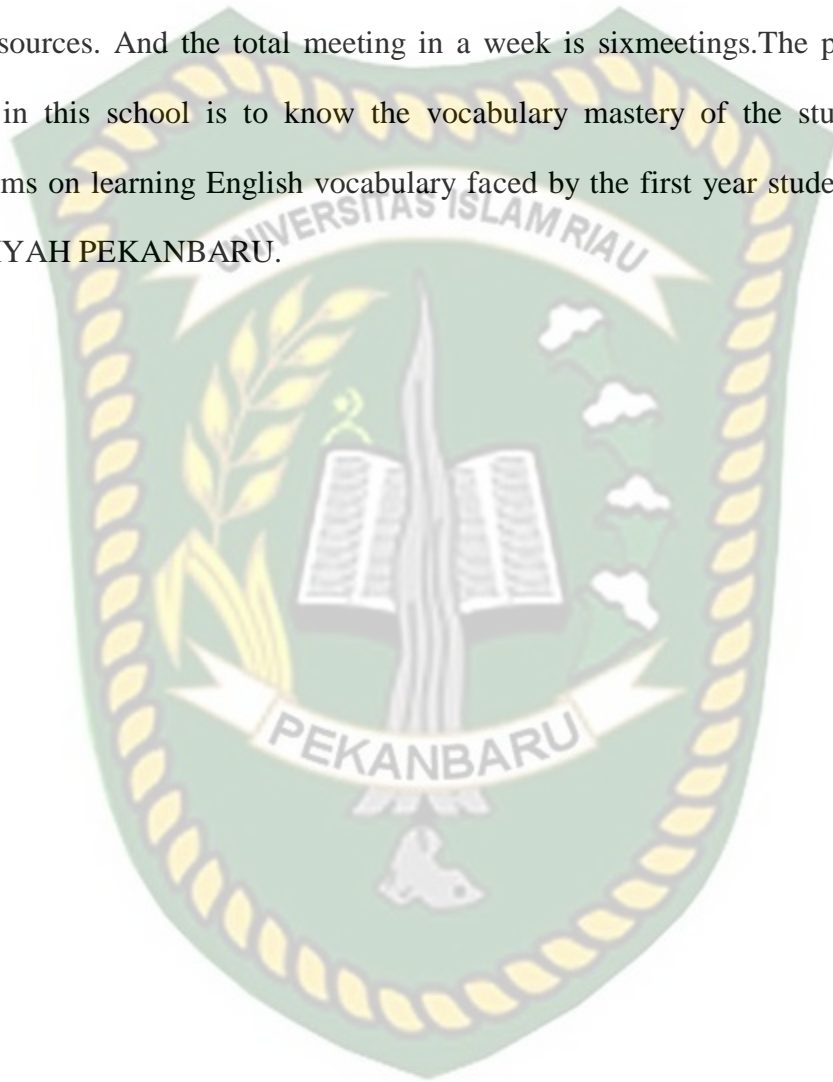 sources. And the total meeting in a week is sixmeetings.The p
in this school is to know the vocabulary mastery of the stu
ms on learning English vocabulary faced by the first year stude
YAH PEKANBARU.
UNIVERSITAS ISLAM RIAU
PEKANBARU